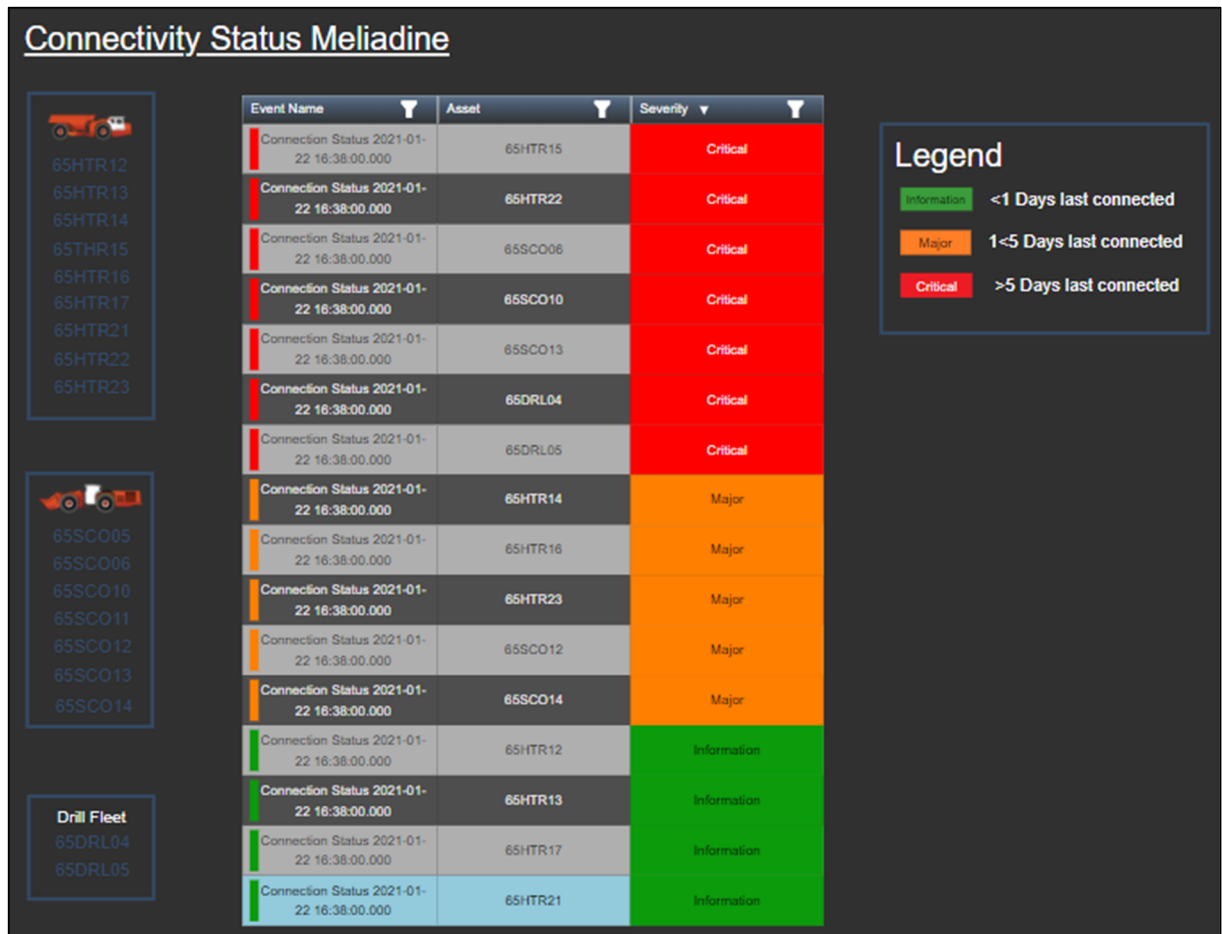 Connectivity Status Meliadine
65HTR12
65HTR13
65HTR14
65THR15
65HTR16
65HTR17
65HTR21
65HTR22
65HTR23
65SCO05
65SCO06
65SCO10
65SCO11
65SCO12
65SCO13
65SCO14
Drill Fleet
65DRL04
65DRL05
Event Name Asset Severity ▼
Connection Status 2021-01-
22 16:38:00.000 65HTR15 Critical
Connection Status 2021-01-
22 16:38:00.000 65HTR22 Critical
Connection Status 2021-01-
22 16:38:00.000 65SCO06 Critical
Connection Status 2021-01-
22 16:38:00.000 65SCO10 Critical
Connection Status 2021-01-
22 16:38:00.000 65SCO13 Critical
Connection Status 2021-01-
22 16:38:00.000 65DRL04 Critical
Connection Status 2021-01-
22 16:38:00.000 65DRL05 Critical
Connection Status 2021-01-
22 16:38:00.000 65HTR14 Major
Connection Status 2021-01-
22 16:38:00.000 65HTR16 Major
Connection Status 2021-01-
22 16:38:00.000 65HTR23 Major
Connection Status 2021-01-
22 16:38:00.000 65SCO12 Major
Connection Status 2021-01-
22 16:38:00.000 65SCO14 Major
Connection Status 2021-01-
22 16:38:00.000 65HTR12 Information
Connection Status 2021-01-
22 16:38:00.000 65HTR13 Information
Connection Status 2021-01-
22 16:38:00.000 65HTR17 Information
Connection Status 2021-01-
22 16:38:00.000 65HTR21 Information
Legend
Information <1 Days last connected
Major 1<5 Days last connected
Critical >5 Days last connected